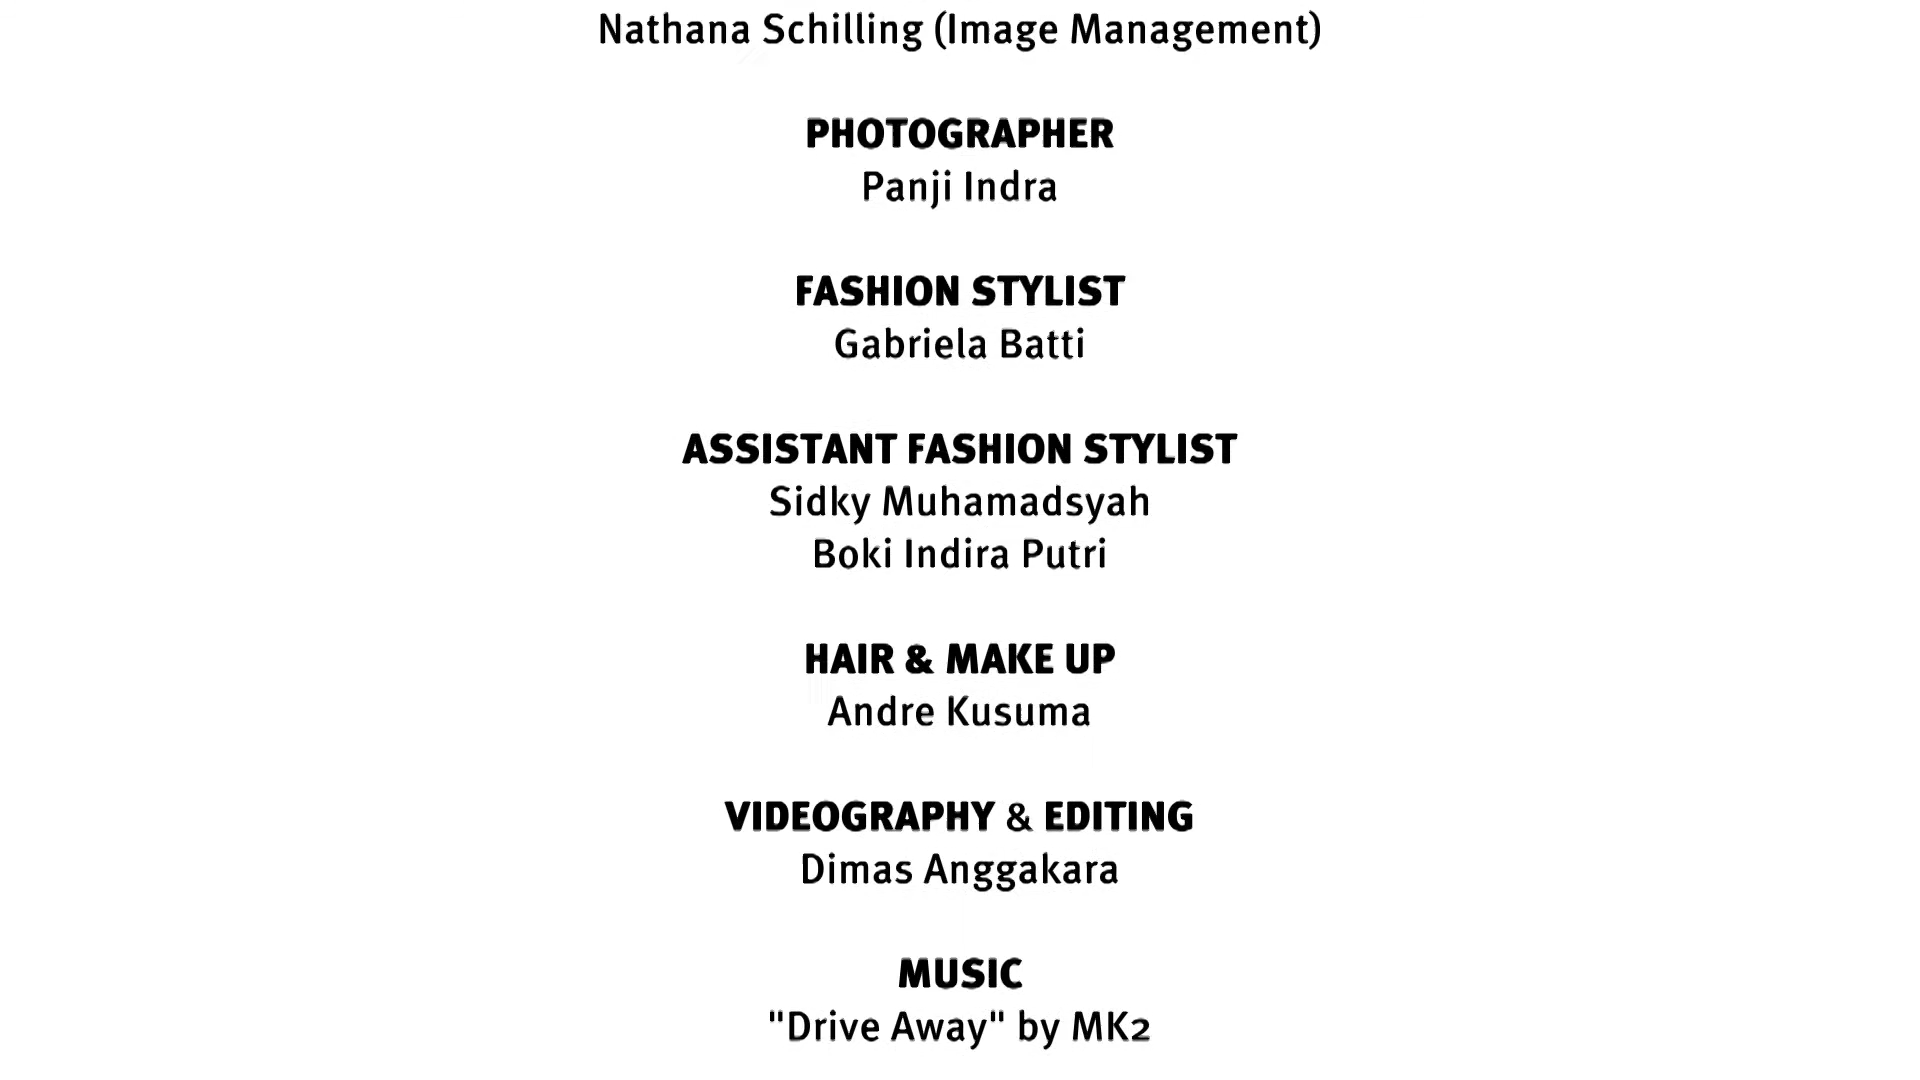 Nathana Schilling (Image Management)
PHOTOGRAPHER
Panji Indra
FASHION STYLIST
Gabriela Batti
ASSISTANT FASHION STYLIST
Sidky Muhamadsyah
Boki Indira Putri
HAIR & MAKE UP
Andre Kusuma
VIDEOGRAPHY & EDITING
Dimas Anggakara
MUSIC
"Drive Away" by MK2